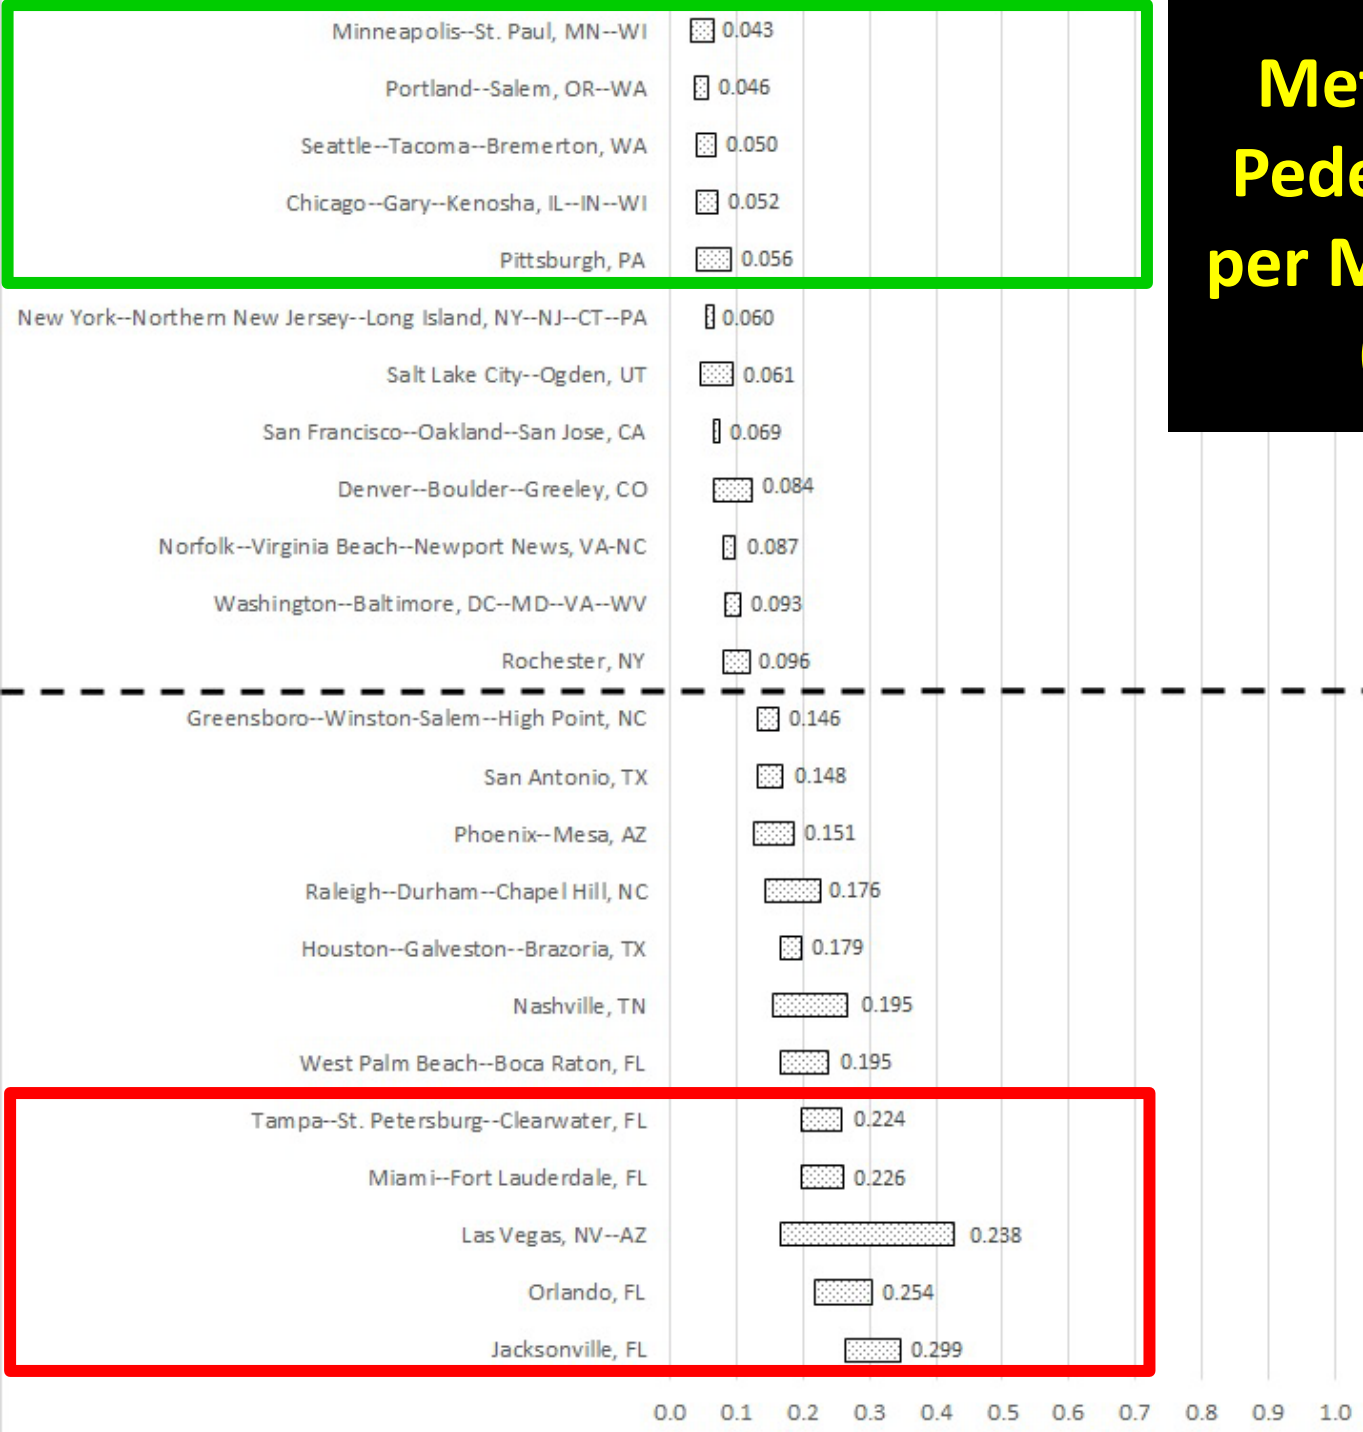 Minneapolis--St. Paul, MN--WI 0.043
Portland--Salem, OR--WA 0.046
Seattle--Tacoma--Bremerton, WA 0.050
Chicago--Gary--Kenosha, IL--IN--WI 0.052
Pittsburgh, PA 0.056
New York--Northern New Jersey--Long Island, NY--NJ--CT--PA 0.060
Salt Lake City--Ogden, UT 0.061
San Francisco--Oakland--San Jose, CA 0.069
Denver--Boulder--Greeley, CO 0.084
Norfolk--Virginia Beach--Newport News, VA-NC 0.087
Washington--Baltimore, DC--MD--VA--WV 0.093
Rochester, NY 0.096
Greensboro--Winston-Salem--High Point, NC 0.146
San Antonio, TX 0.148
Phoenix--Mesa, AZ 0.151
Raleigh--Durham--Chapel Hill, NC 0.176
Houston--Galveston--Brazoria, TX 0.179
Nashville, TN 0.195
West Palm Beach--Boca Raton, FL 0.195
Tampa--St. Petersburg--Clearwater, FL 0.224
Miami--Fort Lauderdale, FL 0.226
Las Vegas, NV--AZ 0.238
Orlando, FL 0.254
Jacksonville, FL 0.299
0.0 0.1 0.2 0.3 0.4 0.5 0.6 0.7 0.8 0.9 1.0
Pede
per M